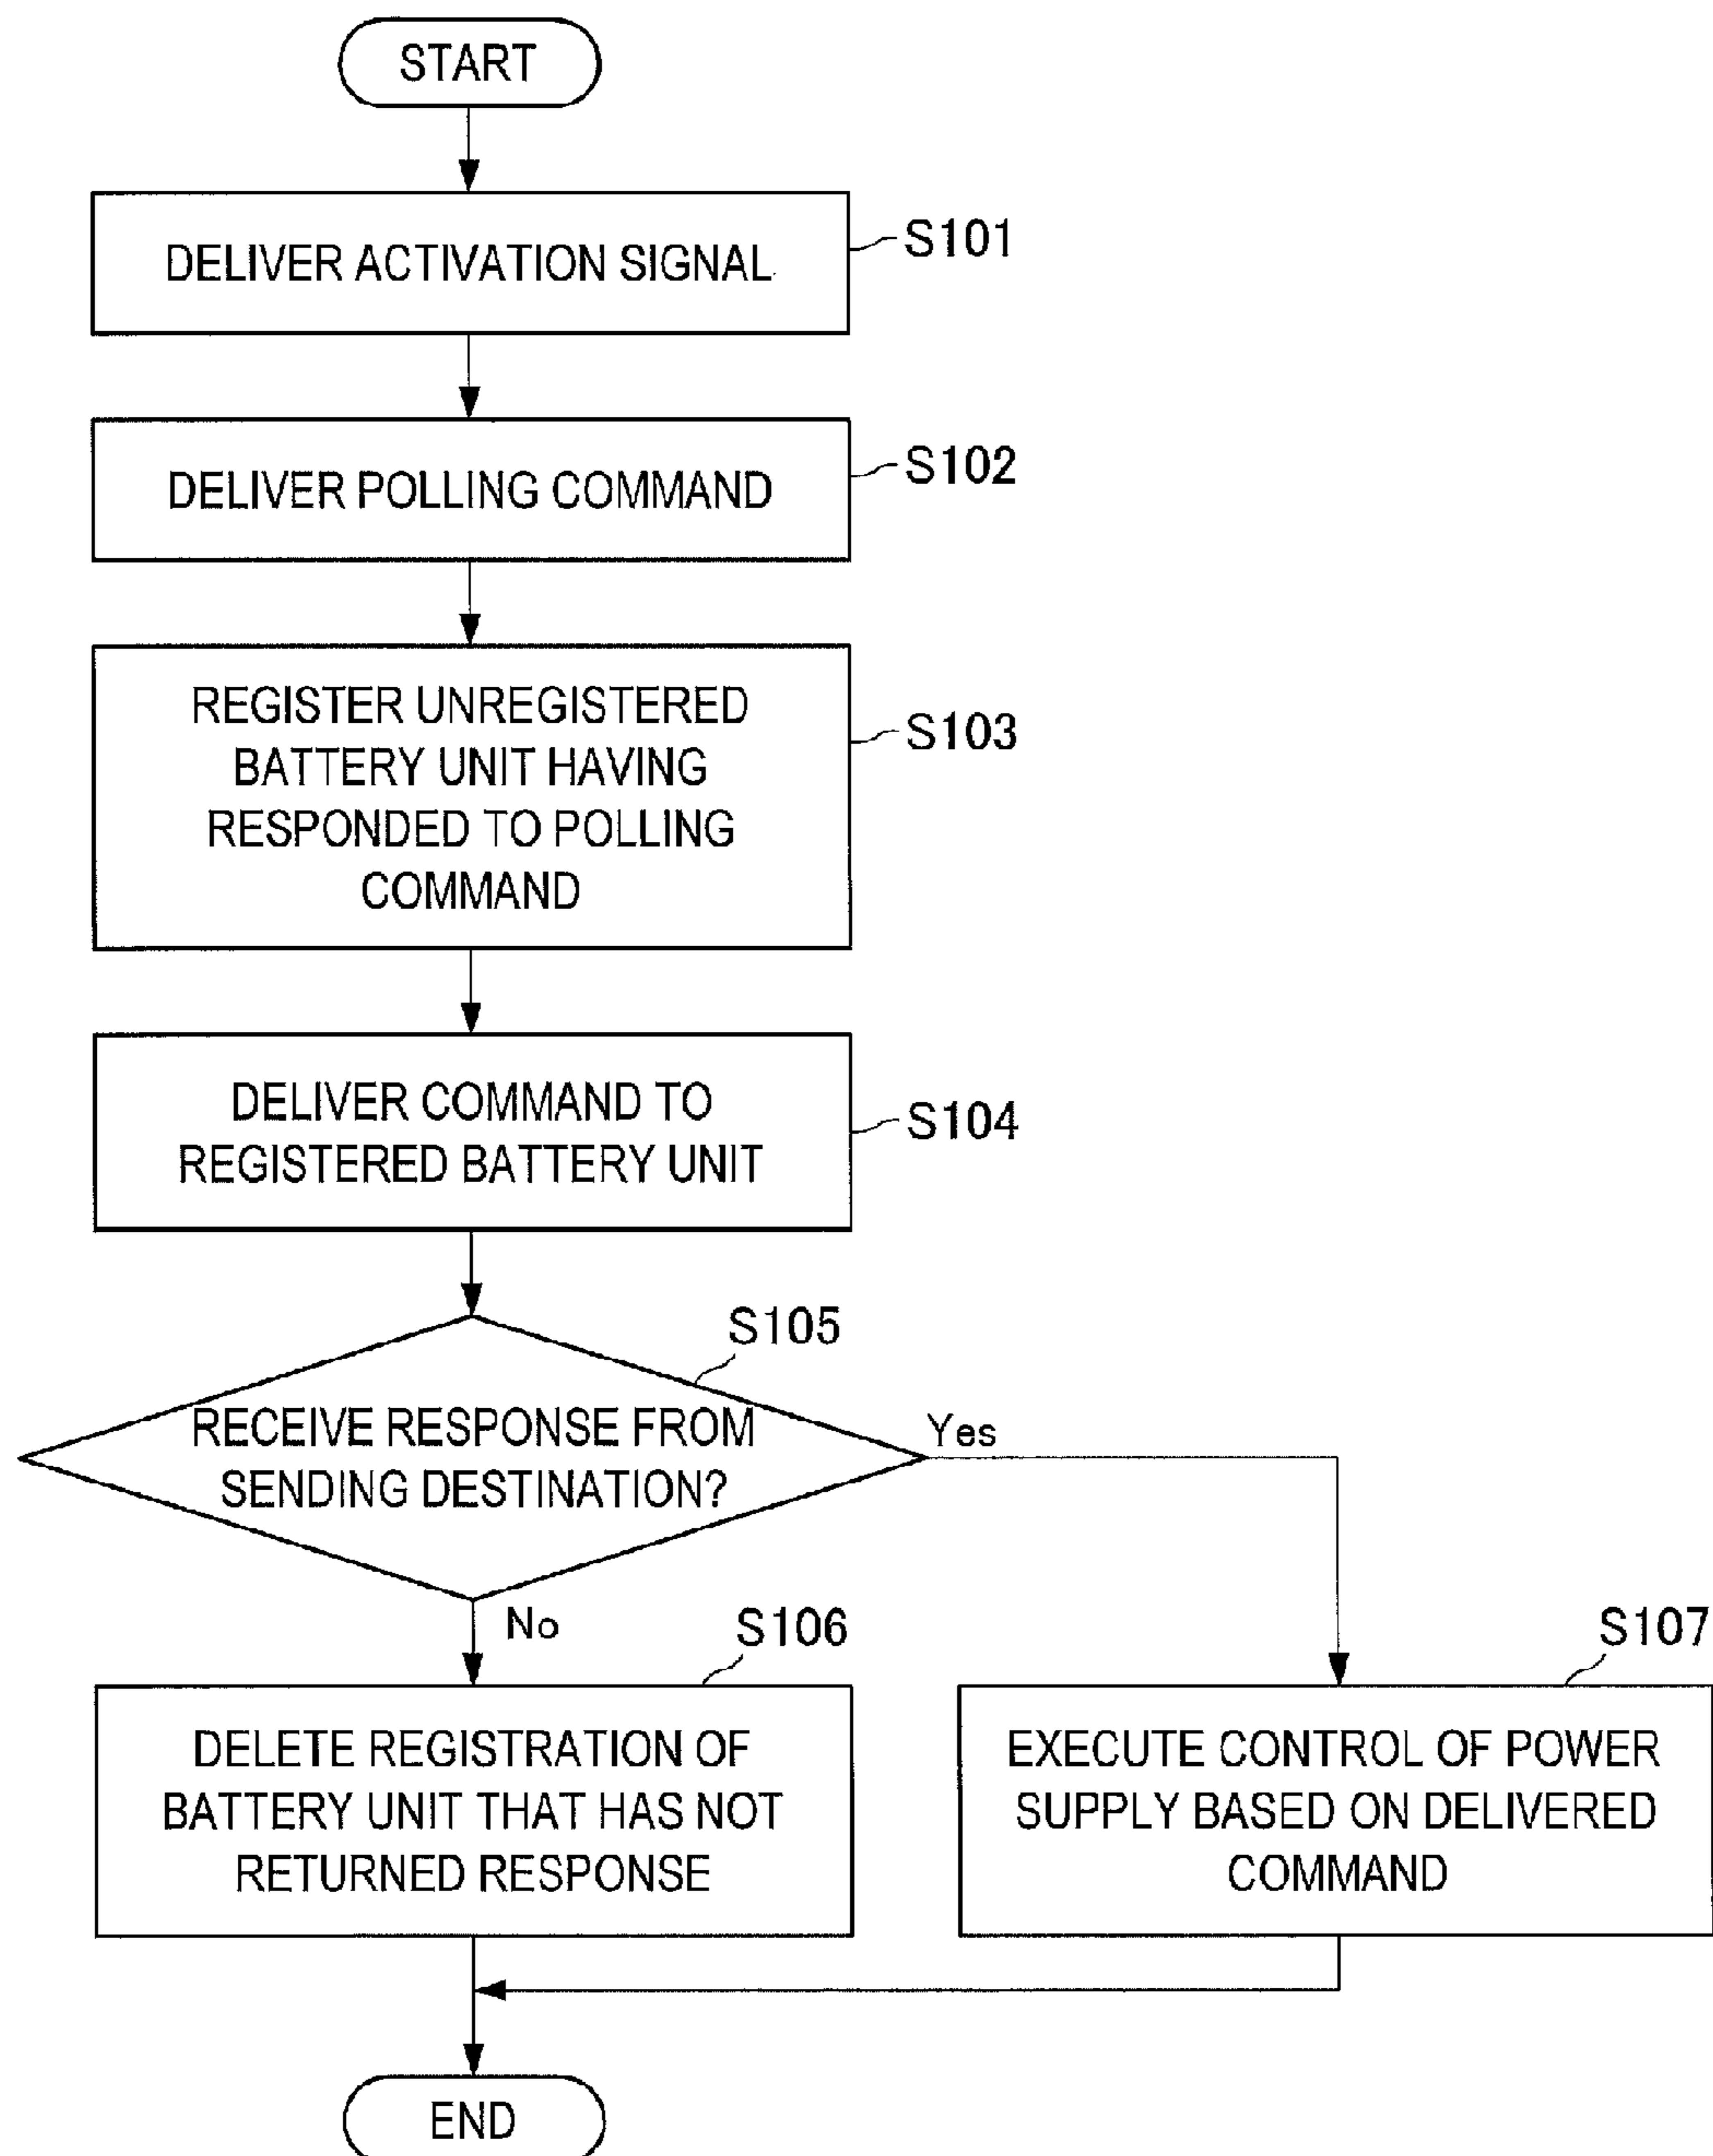 START
DELIVER ACTIVATION SIGNAL
S101
DELIVER POLLING COMMAND
S102
REGISTER UNREGISTERED
BATTERY UNIT HAVING
RESPONDED TO POLLING
COMMAND
S103
DELIVER COMMAND TO
REGISTERED BATTERY UNIT
S104
S105
RECEIVE RESPONSE FROM
SENDING DESTINATION?
Yes
No
S106
DELETE REGISTRATION OF
BATTERY UNIT THAT HAS NOT
RETURNED RESPONSE
S107
EXECUTE CONTROL OF POWER
SUPPLY BASED ON DELIVERED
COMMAND
END